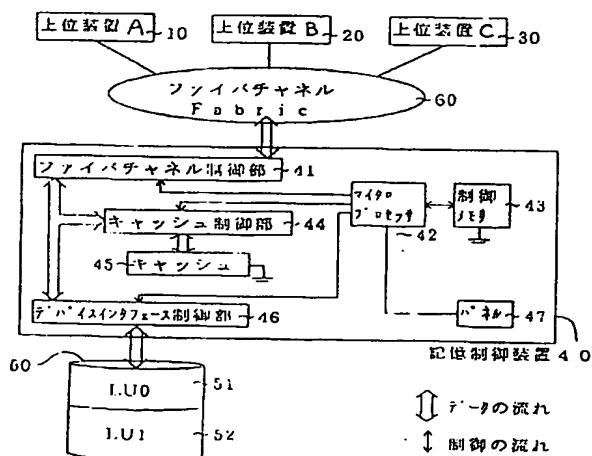 上位装置A 10
上位装置B 20
上位装置C 30
ファイバチャネル
Fabric
60
ファイバチャネル制御部 41
マイクロ
プロセッサ
42
制御
メモリ
43
キャッシュ制御部 44
45 キャッシュ
デバイスインタフェース制御部 46
パネル 47
記憶制御装置 40
60
LU0 51
LU1 52
データの流れ
制御の流れ